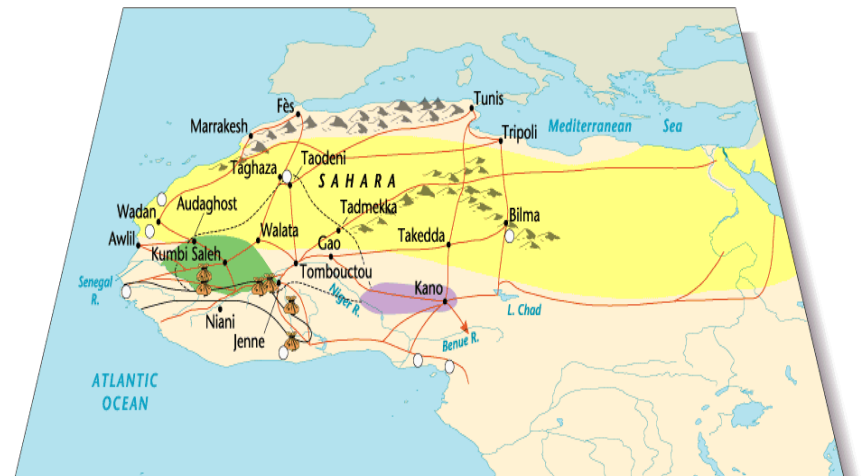 Tunis
Fès
Marrakesh
Mediterranean Sea
Tripoli
Taodeni
Taghaza
SAHARA
Audaghost
Tadmekka
Wadan
Bilma
Walata
Awlil
Takedda
Gao
Kumbi Saleh
Tombouctou
Senegal
R.
Kano
Niger R.
L. Chad
Niani
Jenne
Benue R.
ATLANTIC
OCEAN